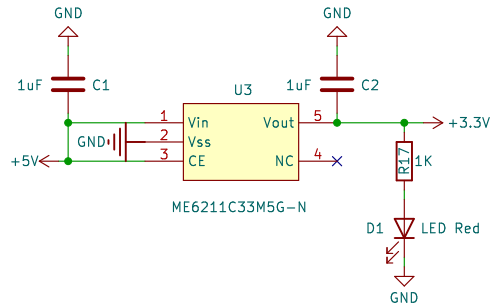 GND
GND
1uF
C1
U3
1uF
C2
1
Vin
Vout
5
+3.3V
GND
2
Vss
+5V
3
CE
NC
4
R17
1K
ME6211C33M5G-N
D1
LED Red
GND